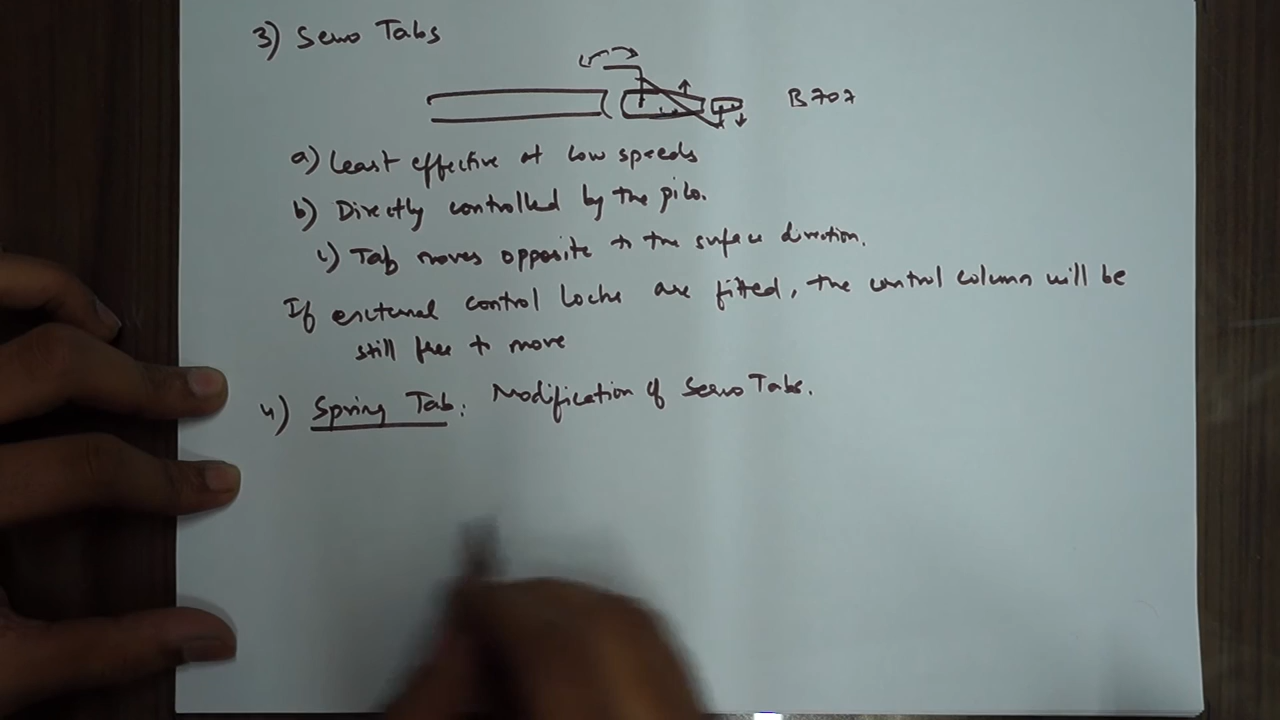 3) Servo Tabs
B707
a) Least effective at low speeds
b) Directly controlled by the pilo.
c) Tab moves opposite to the surface direction.
If external control Locks are fitted, the control column will be
still free to move
4) Spring Tab: Modification of Servo Tabs.